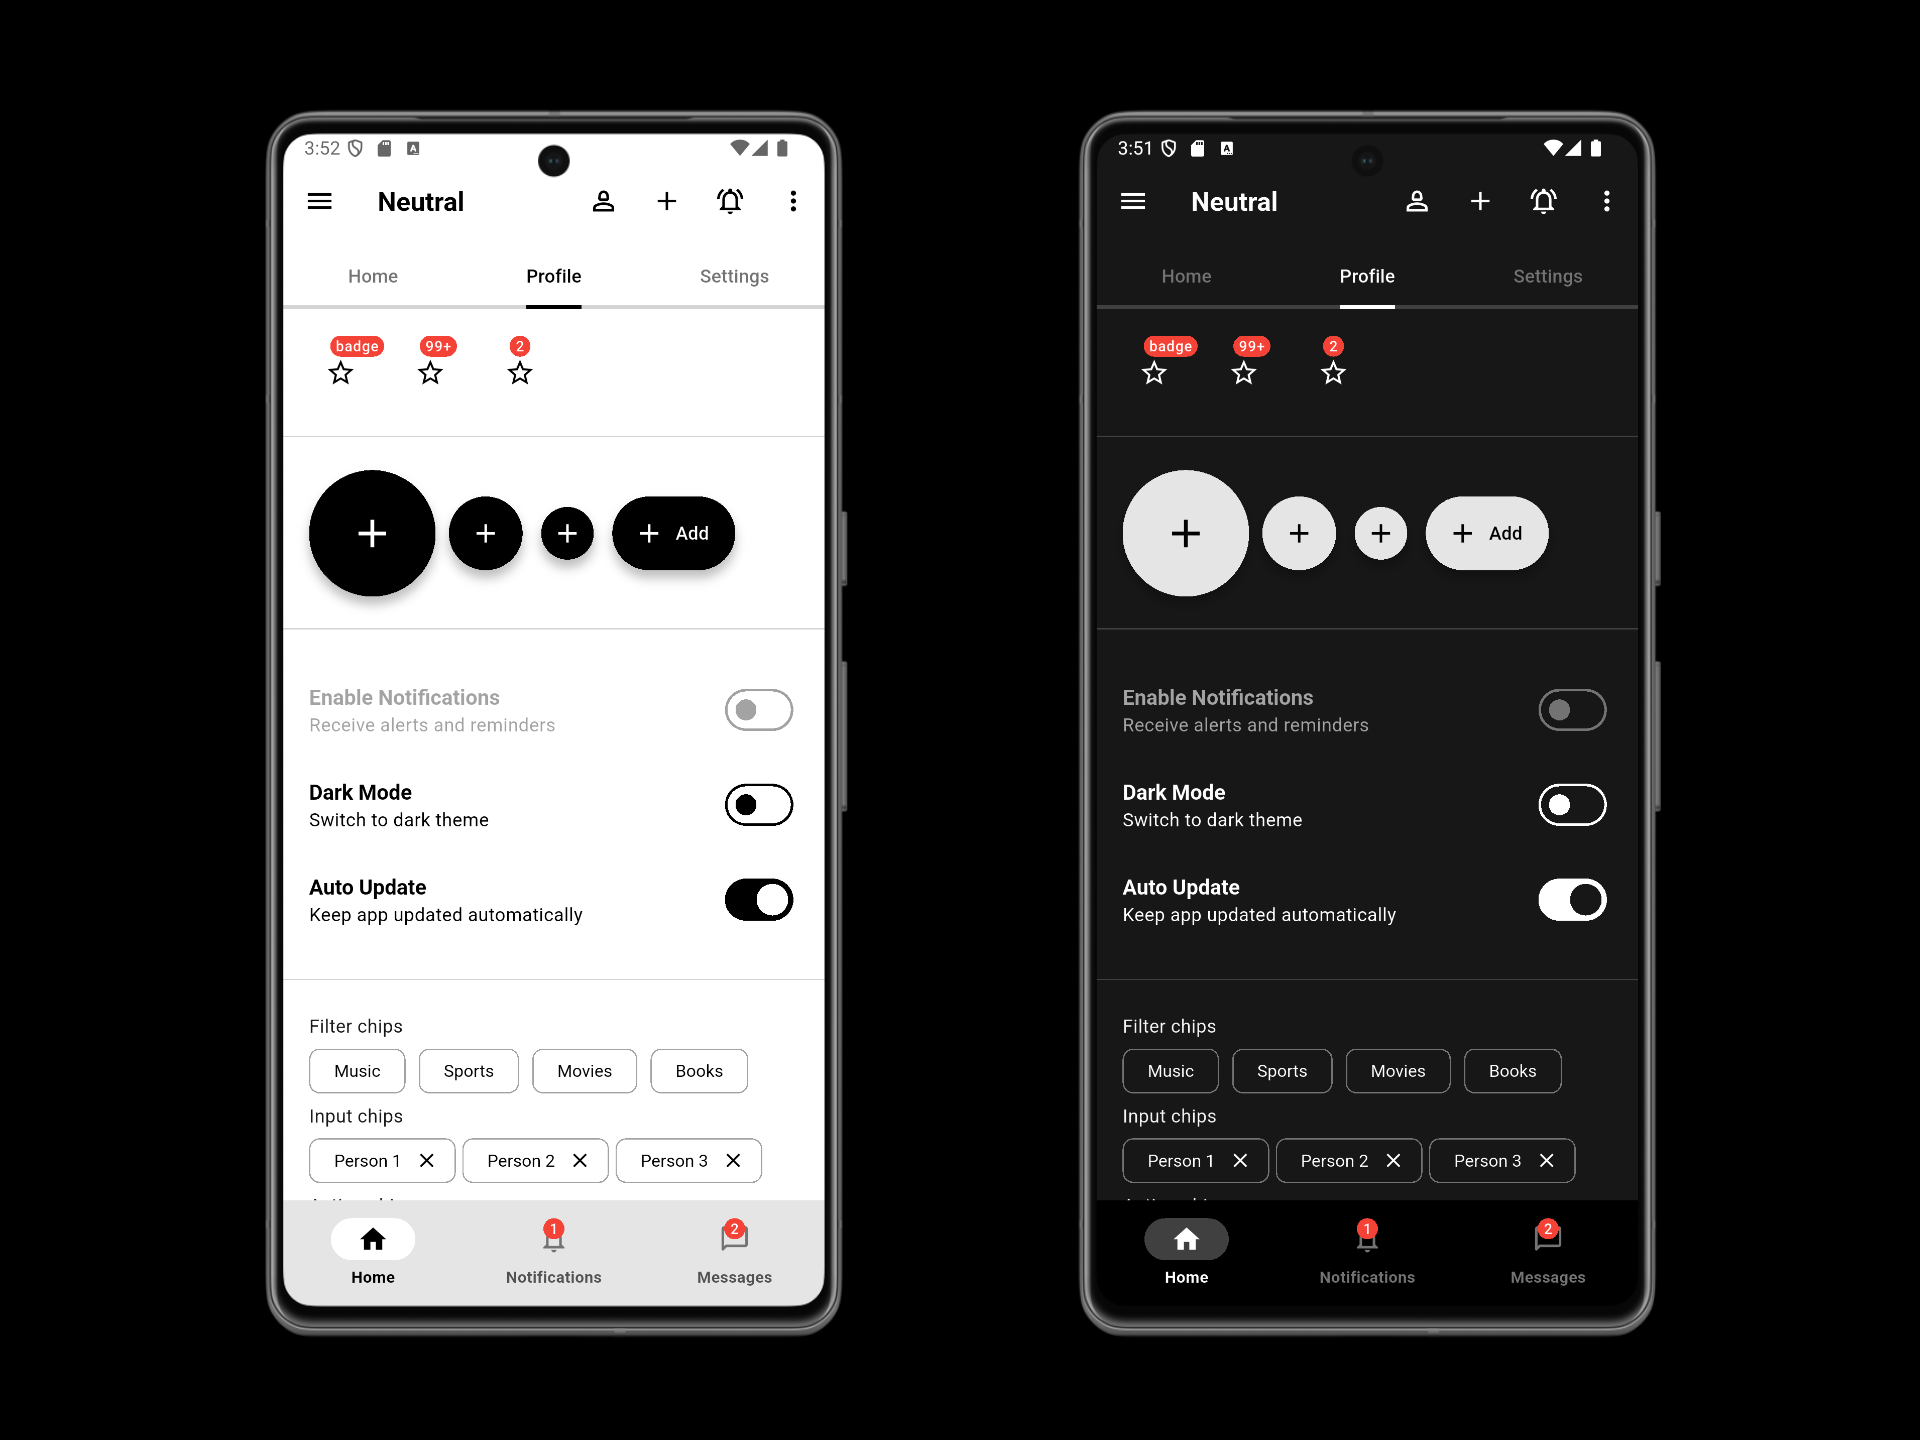 3:52
Neutral
Home Profile Settings
badge 99+ 2
Add
Enable Notifications
Receive alerts and reminders
Dark Mode
Switch to dark theme
Auto Update
Keep app updated automatically
Filter chips
Music Sports Movies Books
Input chips
Person 1 Person 2 Person 3
1 2
Home Notifications Messages
3:51
Neutral
Home Profile Settings
badge 99+ 2
Add
Enable Notifications
Receive alerts and reminders
Dark Mode
Switch to dark theme
Auto Update
Keep app updated automatically
Filter chips
Music Sports Movies Books
Input chips
Person 1 Person 2 Person 3
1 2
Home Notifications Messages